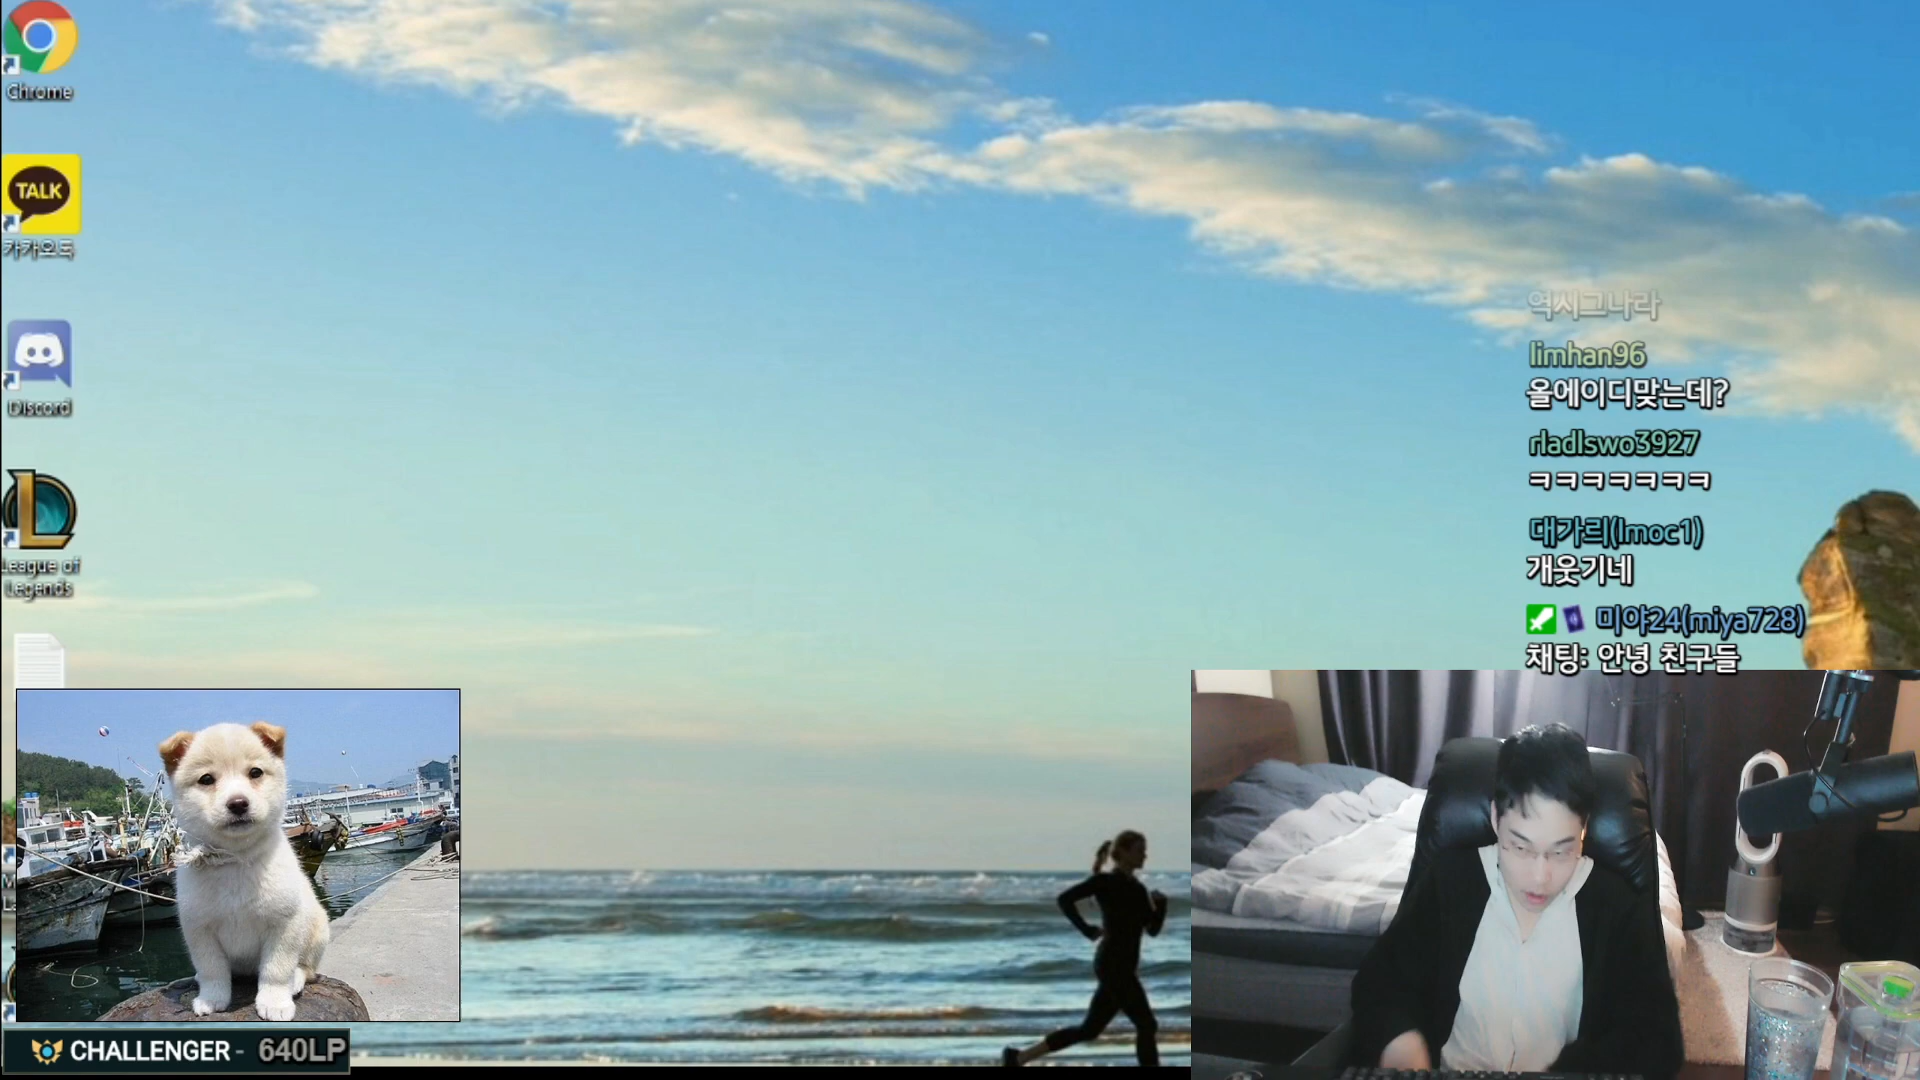 Chrome
TALK
카카오톡
Discord
League of
Legends
역시그나라
limhan96
올에이디맞는데?
rladlswo3927
ㅋㅋㅋㅋㅋㅋㅋ
대가리(lmoc1)
개웃기네
미야24(miya728)
채팅: 안녕 친구들
CHALLENGER - 640LP